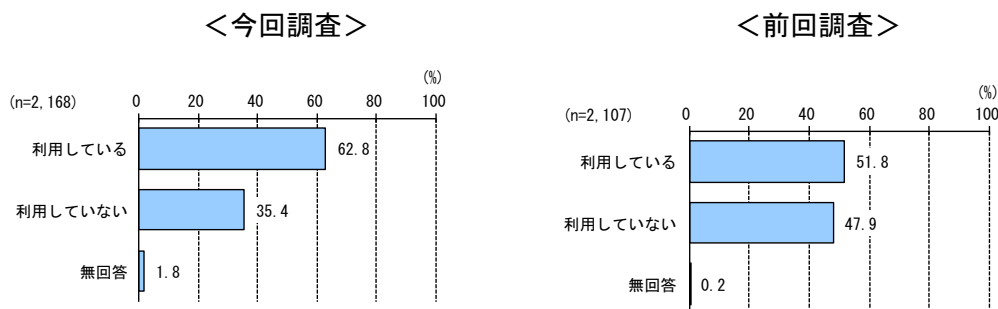 ＜今回調査＞
(%)
(n=2,168)
0 20 40 60 80 100
利用している 62.8
利用していない 35.4
無回答 1.8
＜前回調査＞
(%)
(n=2,107)
0 20 40 60 80 100
利用している 51.8
利用していない 47.9
無回答 0.2